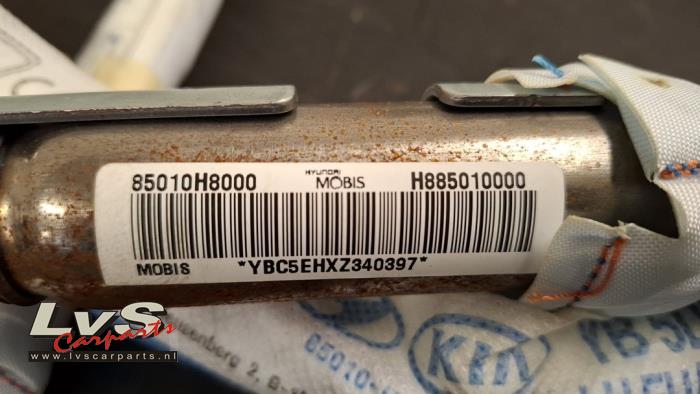 85010H8000 HYUNDAI MOBIS H885010000
MOBIS *YBC5EHXZ340397*
LvS
Carparts
www.lvscarparts.nl
KIA